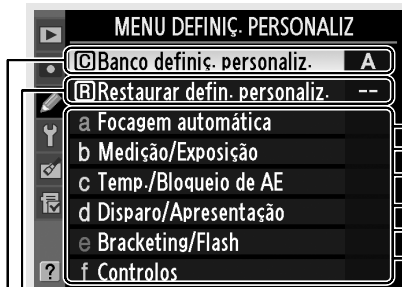 MENU DEFINIÇ. PERSONALIZ
C Banco definiç. personaliz. A
R Restaurar defin. personaliz. --
a Focagem automática
b Medição/Exposição
c Temp./Bloqueio de AE
d Disparo/Apresentação
e Bracketing/Flash
f Controlos
?